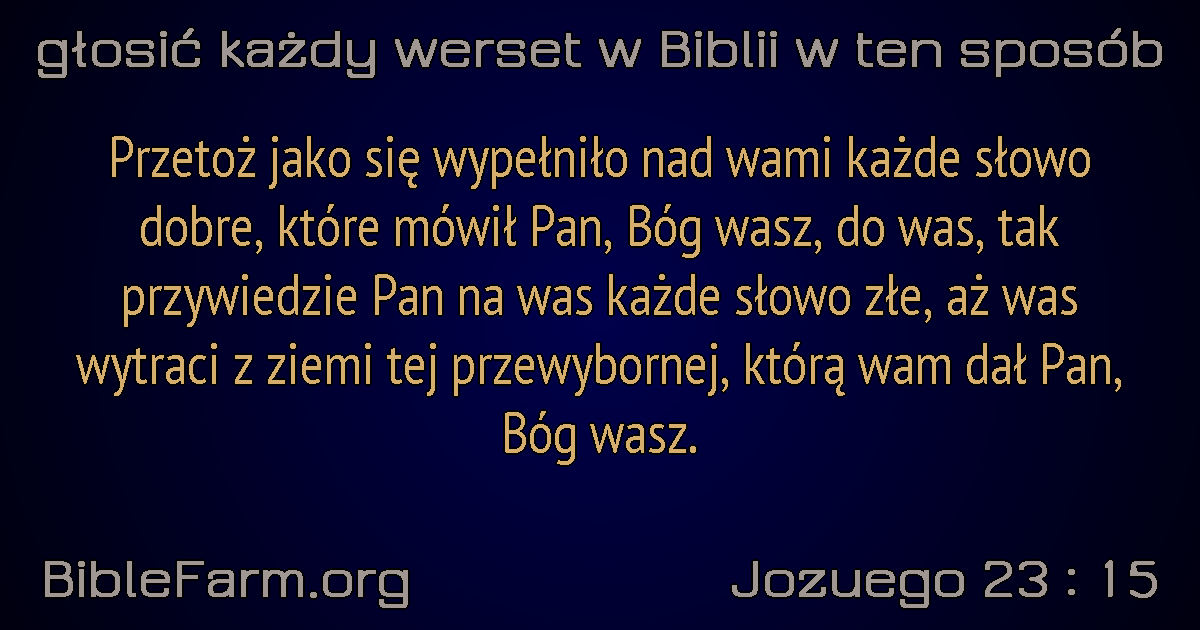 głosić każdy werset w Biblii w ten sposób
Przetoż jako się wypełniło nad wami każde słowo
dobre, które mówił Pan, Bóg wasz, do was, tak
przywiedzie Pan na was każde słowo złe, aż was
wytraci z ziemi tej przewybornej, którą wam dał Pan,
Bóg wasz.
BibleFarm.org
Jozuego 23 : 15